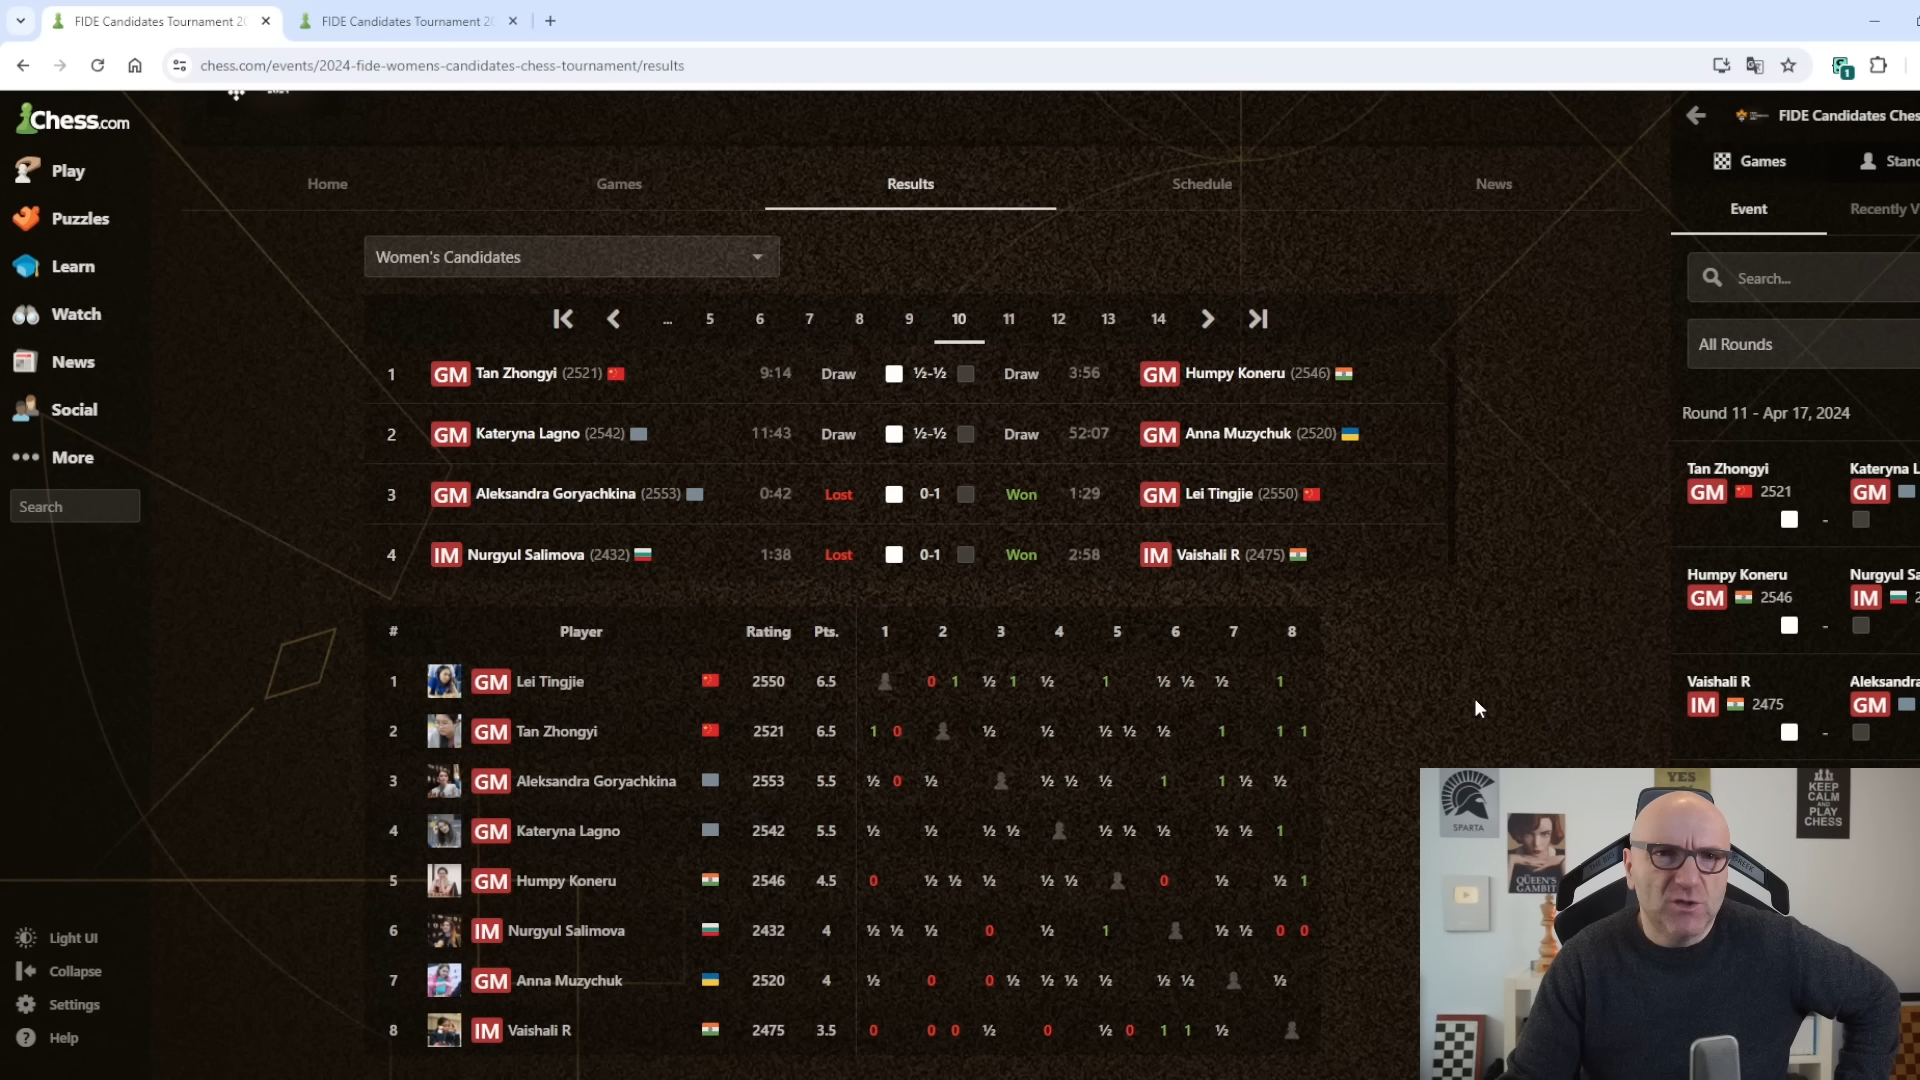 FIDE Candidates Tournament 20
FIDE Candidates Tournament 20
chess.com/events/2024-fide-womens-candidates-chess-tournament/results
1
Chess.com
Play
Puzzles
Learn
Watch
News
Social
More
Search
Light UI
Collapse
Settings
Help
Home Games Results Schedule News
Women's Candidates
... 5 6 7 8 9 10 11 12 13 14
1 GM Tan Zhongyi (2521) 9:14 Draw ½-½ Draw 3:56 GM Humpy Koneru (2546)
2 GM Kateryna Lagno (2542) 11:43 Draw ½-½ Draw 52:07 GM Anna Muzychuk (2520)
3 GM Aleksandra Goryachkina (2553) 0:42 Lost 0-1 Won 1:29 GM Lei Tingjie (2550)
4 IM Nurgyul Salimova (2432) 1:38 Lost 0-1 Won 2:58 IM Vaishali R (2475)
# Player Rating Pts. 1 2 3 4 5 6 7 8
1 GM Lei Tingjie 2550 6.5 0 1 ½ 1 ½ 1 ½ ½ ½ 1
2 GM Tan Zhongyi 2521 6.5 1 0 ½ ½ ½ ½ ½ 1 1 1
3 GM Aleksandra Goryachkina 2553 5.5 ½ 0 ½ ½ ½ ½ 1 1 ½ ½
4 GM Kateryna Lagno 2542 5.5 ½ ½ ½ ½ ½ ½ ½ ½ ½ 1
5 GM Humpy Koneru 2546 4.5 0 ½ ½ ½ ½ ½ 0 ½ ½ 1
6 IM Nurgyul Salimova 2432 4 ½ ½ ½ 0 ½ 1 ½ ½ 0 0
7 GM Anna Muzychuk 2520 4 ½ 0 0 ½ ½ ½ ½ ½ ½ ½
8 IM Vaishali R 2475 3.5 0 0 0 ½ 0 ½ 0 1 1 ½
FIDE Candidates Ches
Games Stand
Event Recently V
Search...
All Rounds
Round 11 - Apr 17, 2024
Tan Zhongyi Kateryna L
GM 2521 GM
-
Humpy Koneru Nurgyul Sa
GM 2546 IM 2
-
Vaishali R Aleksandra
IM 2475 GM
-
SPARTA
YES
THE
QUEEN'S
GAMBIT
KEEP
CALM
AND
PLAY
CHESS